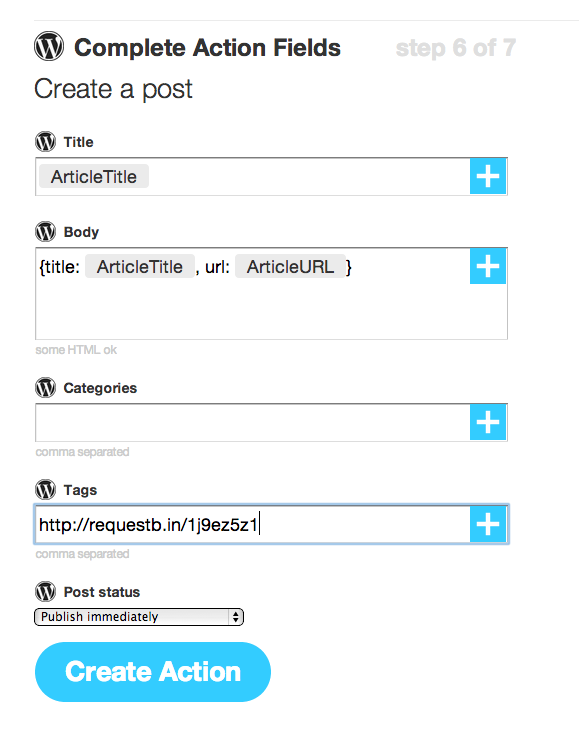 Complete Action Fields step 6 of 7
Create a post
Title
ArticleTitle
Body
{title: ArticleTitle , url: ArticleURL }
some HTML ok
Categories
comma separated
Tags
http://requestb.in/1j9ez5z1
comma separated
Post status
Publish immediately
Create Action